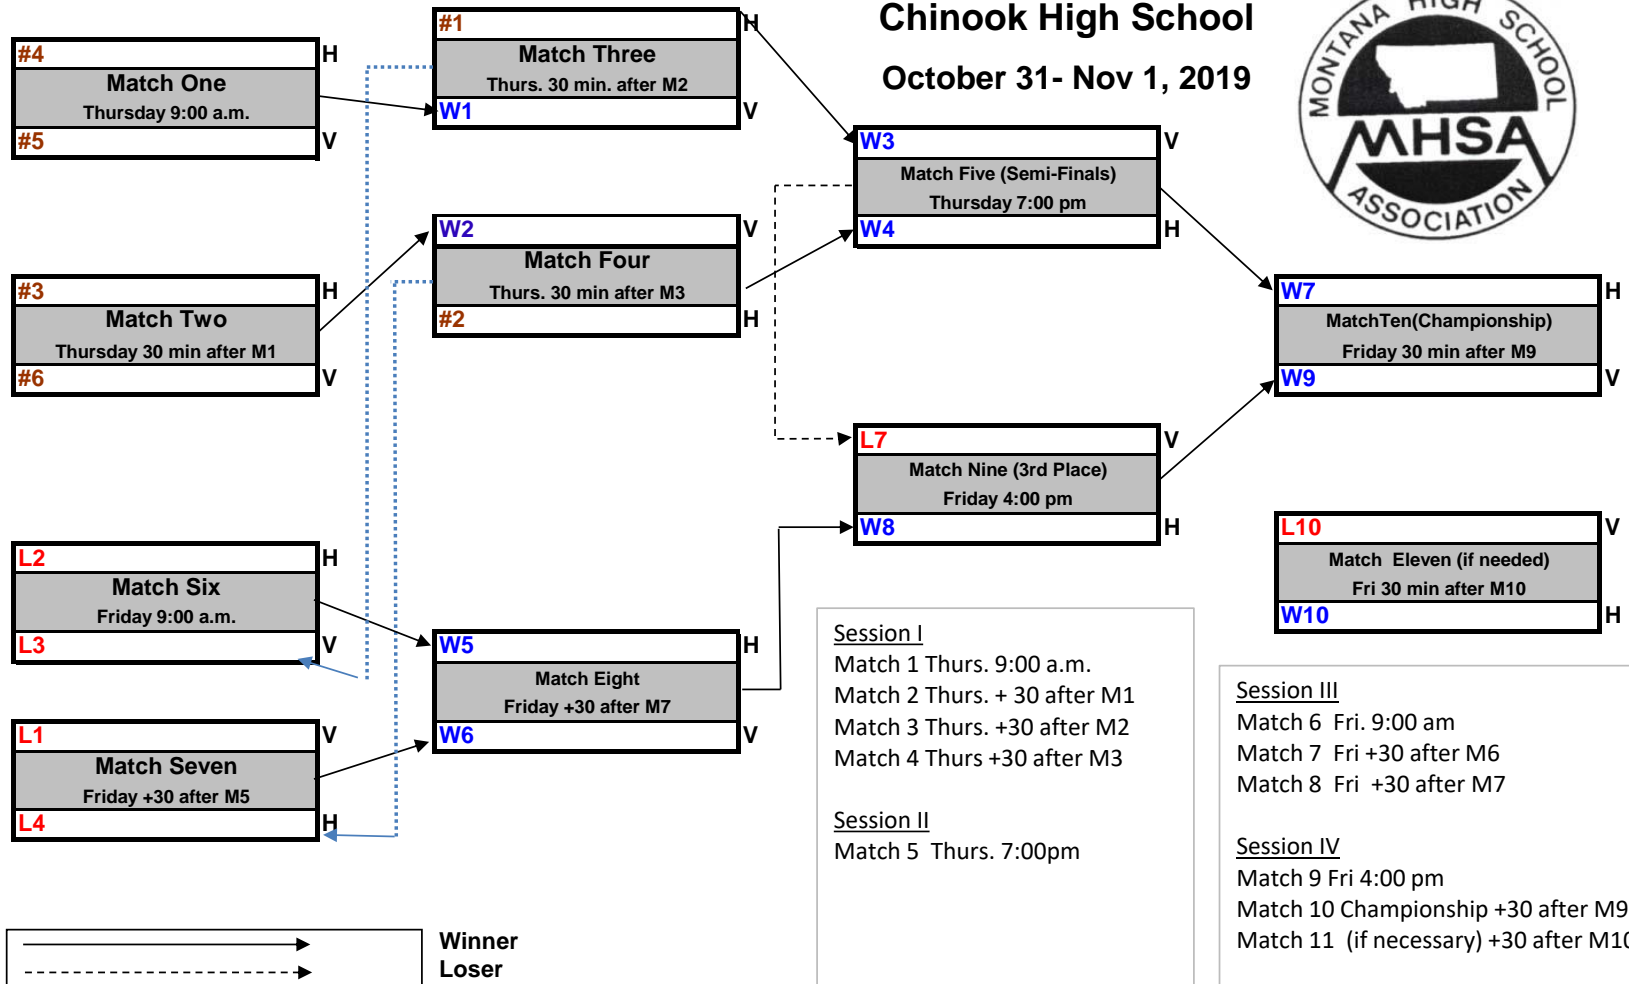 Chinook High School
October 31- Nov 1, 2019
MONTANA HIGH SCHOOL
MHSA
ASSOCIATION
#4 H
Match One
Thursday 9:00 a.m.
#5 V
#3 H
Match Two
Thursday 30 min after M1
#6 V
L2 H
Match Six
Friday 9:00 a.m.
L3 V
L1 V
Match Seven
Friday +30 after M5
L4 H
#1 H
Match Three
Thurs. 30 min. after M2
W1 V
W2 V
Match Four
Thurs. 30 min after M3
#2 H
W5 H
Match Eight
Friday +30 after M7
W6 V
W3 V
Match Five (Semi-Finals)
Thursday 7:00 pm
W4 H
L7 V
Match Nine (3rd Place)
Friday 4:00 pm
W8 H
W7 H
MatchTen(Championship)
Friday 30 min after M9
W9 V
L10 V
Match Eleven (if needed)
Fri 30 min after M10
W10 H
Session I
Match 1 Thurs. 9:00 a.m.
Match 2 Thurs. + 30 after M1
Match 3 Thurs. +30 after M2
Match 4 Thurs +30 after M3
Session II
Match 5 Thurs. 7:00pm
Session III
Match 6 Fri. 9:00 am
Match 7 Fri +30 after M6
Match 8 Fri +30 after M7
Session IV
Match 9 Fri 4:00 pm
Match 10 Championship +30 after M9
Match 11 (if necessary) +30 after M10
Winner
Loser